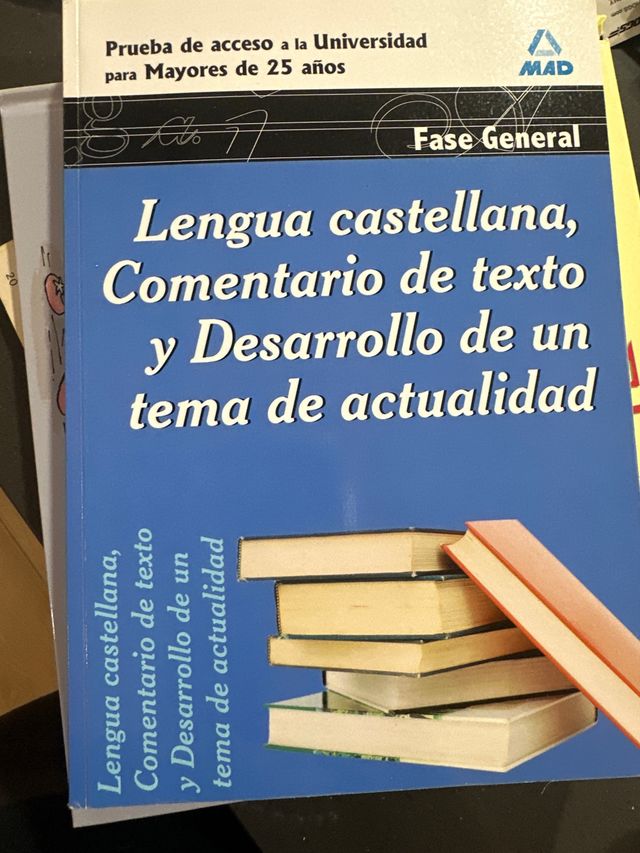 Prueba de acceso a la Universidad
para Mayores de 25 años
MAD
Fase General
Lengua castellana,
Comentario de texto
y Desarrollo de un
tema de actualidad
Lengua castellana,
Comentario de texto
y Desarrollo de un
tema de actualidad
20